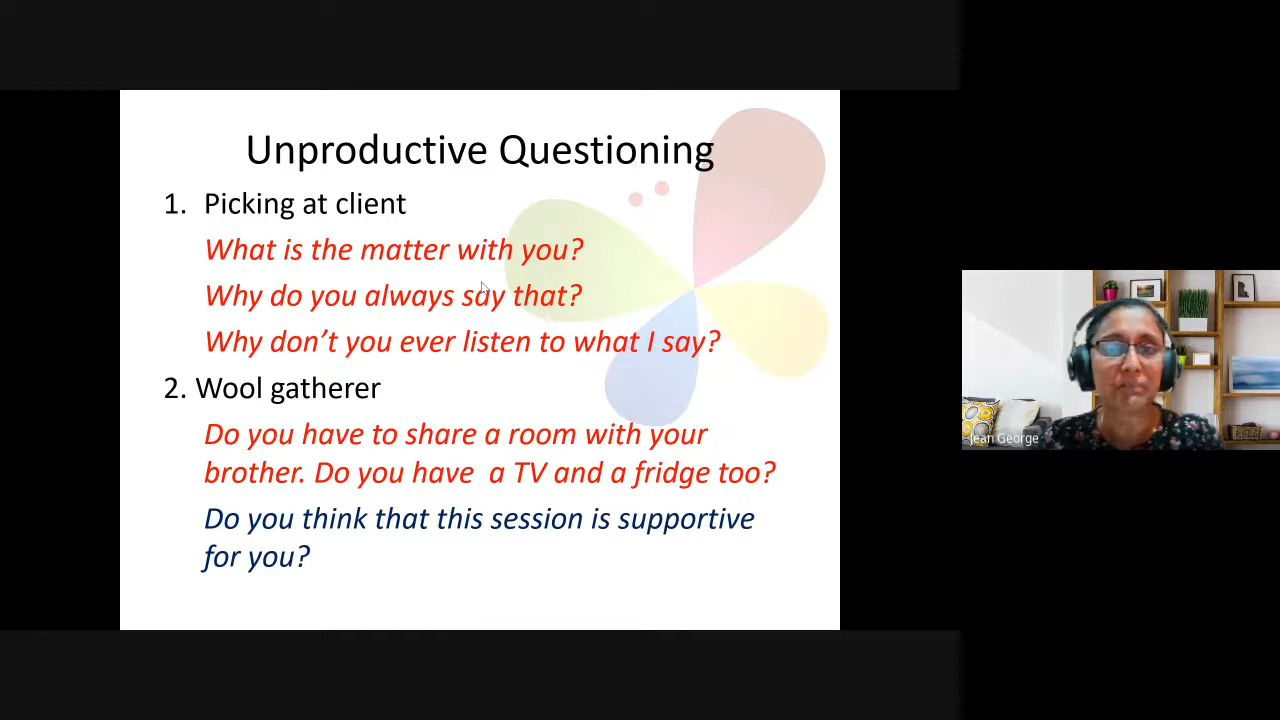 Unproductive Questioning
1. Picking at client
What is the matter with you?
Why do you always say that?
Why don’t you ever listen to what I say?
2. Wool gatherer
Do you have to share a room with your
brother. Do you have a TV and a fridge too?
Do you think that this session is supportive
for you?
Jean George